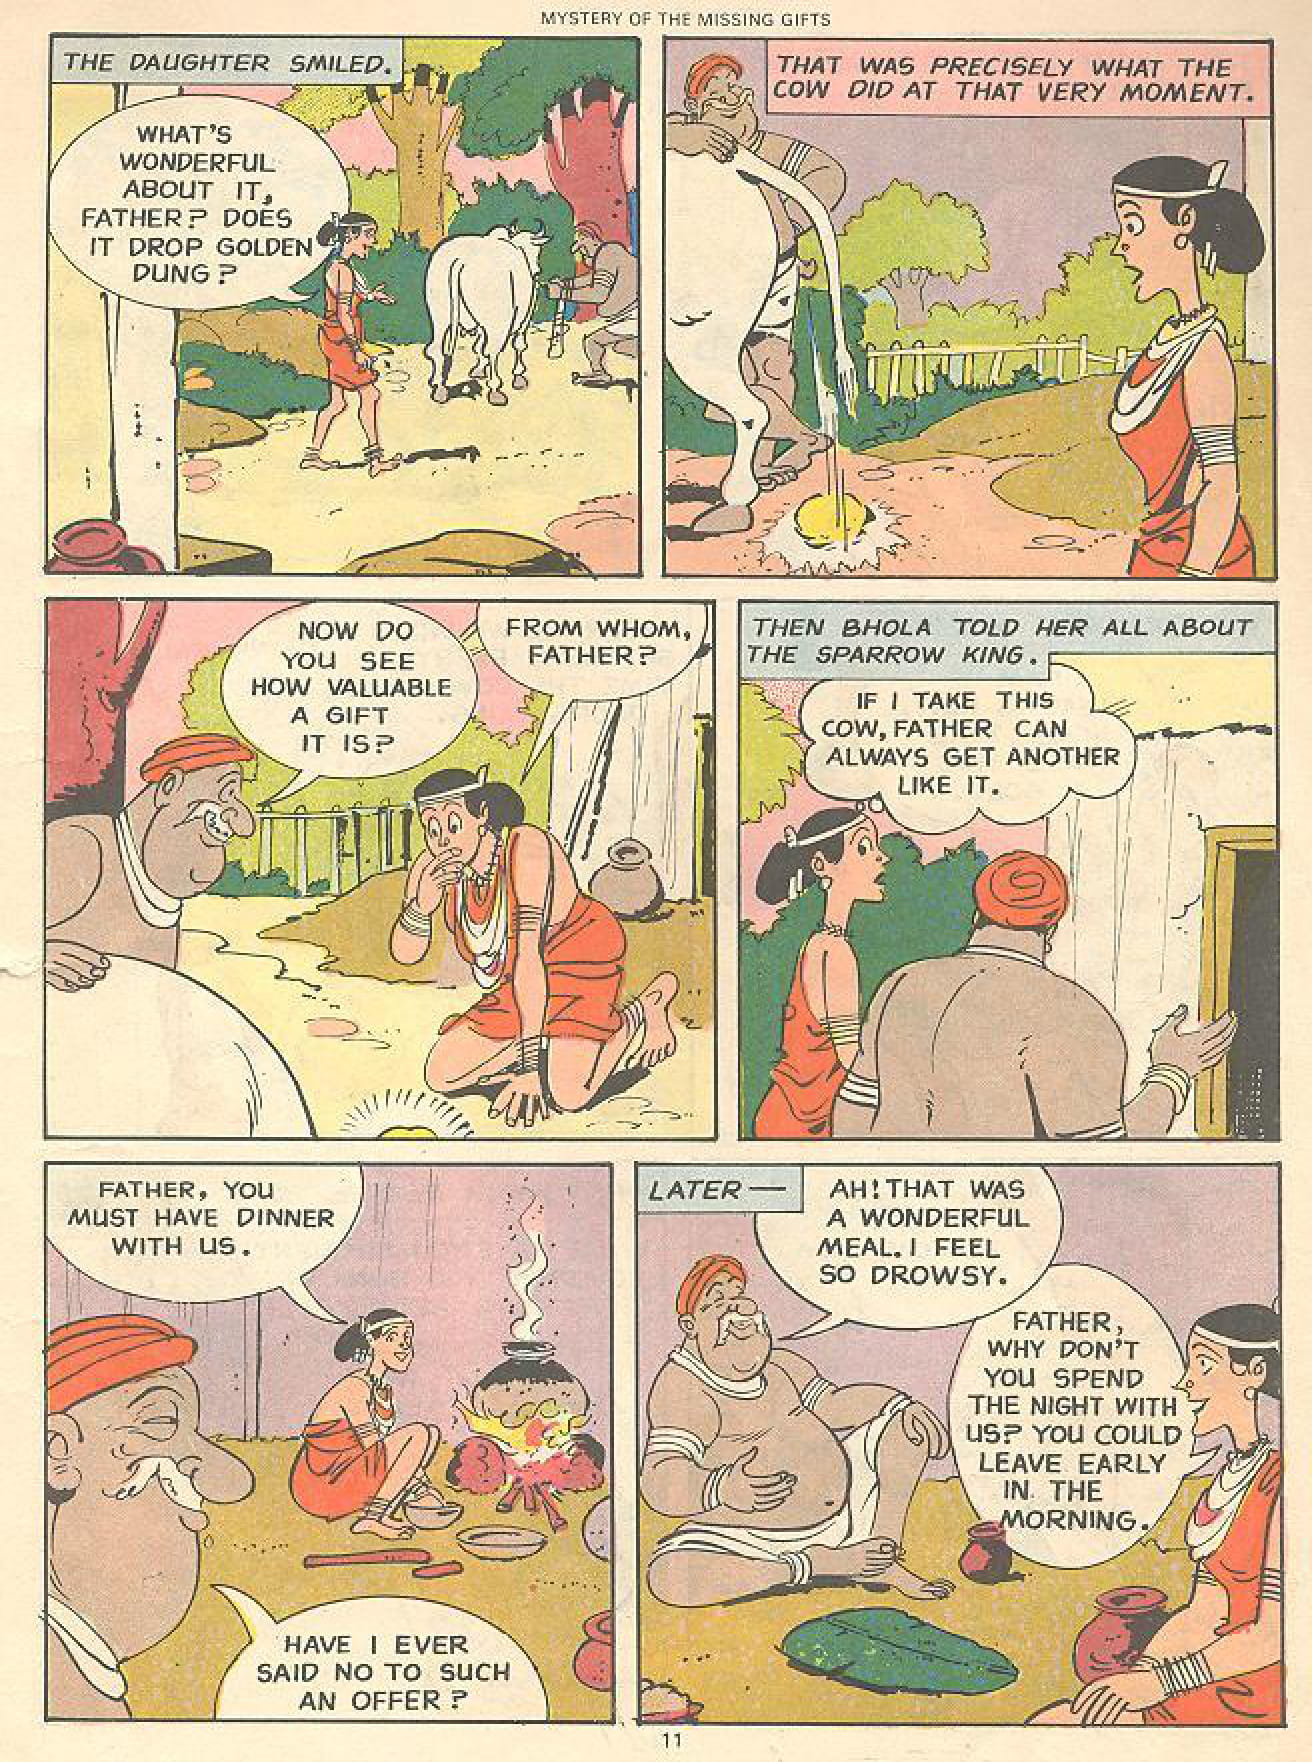 MYSTERY OF THE MISSING GIFTS
THE DAUGHTER SMILED.
WHAT'S
WONDERFUL
ABOUT IT,
FATHER? DOES
IT DROP GOLDEN
DUNG?
THAT WAS PRECISELY WHAT THE
COW DID AT THAT VERY MOMENT.
NOW DO
YOU SEE
HOW VALUABLE
A GIFT
IT IS?
FROM WHOM,
FATHER?
THEN BHOLA TOLD HER ALL ABOUT
THE SPARROW KING.
IF I TAKE THIS
COW, FATHER CAN
ALWAYS GET ANOTHER
LIKE IT.
FATHER, YOU
MUST HAVE DINNER
WITH US.
HAVE I EVER
SAID NO TO SUCH
AN OFFER?
LATER —
AH! THAT WAS
A WONDERFUL
MEAL. I FEEL
SO DROWSY.
FATHER,
WHY DON'T
YOU SPEND
THE NIGHT WITH
US? YOU COULD
LEAVE EARLY
IN THE
MORNING.
11